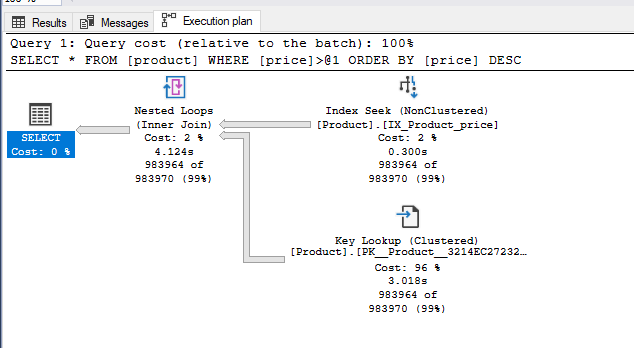 Results Messages Execution plan
Query 1: Query cost (relative to the batch): 100%
SELECT * FROM [product] WHERE [price]>@1 ORDER BY [price] DESC
SELECT
Cost: 0 %
Nested Loops
(Inner Join)
Cost: 2 %
4.124s
983964 of
983970 (99%)
Index Seek (NonClustered)
[Product].[IX_Product_price]
Cost: 2 %
0.300s
983964 of
983970 (99%)
Key Lookup (Clustered)
[Product].[PK__Product__3214EC27232…
Cost: 96 %
3.018s
983964 of
983970 (99%)